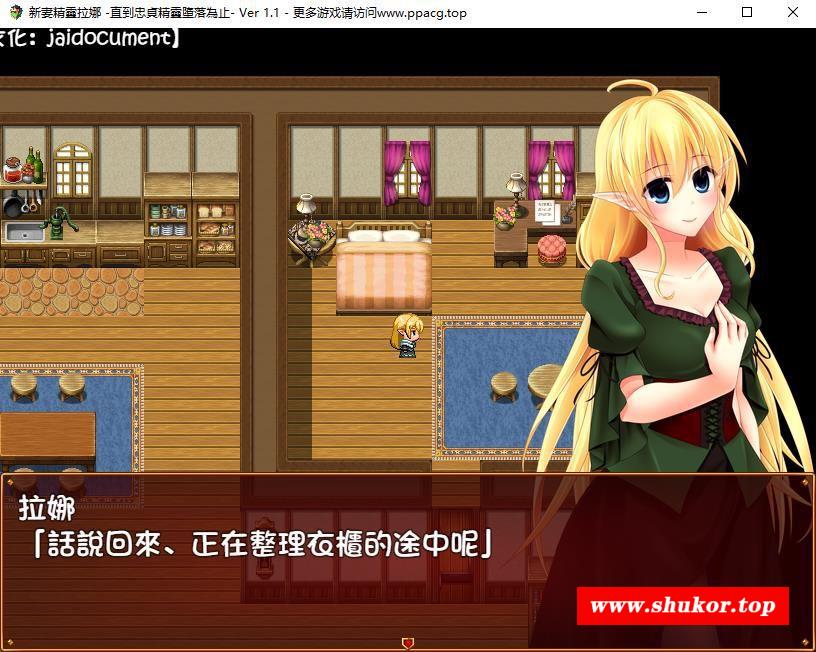 新妻精靈拉娜 -直到忠貞精靈墮落為止- Ver 1.1 - 更多游戏请访问www.ppacg.top
化: jaidocument】
拉娜
「話說回來、正在整理衣櫃的途中呢」
www.shukor.top